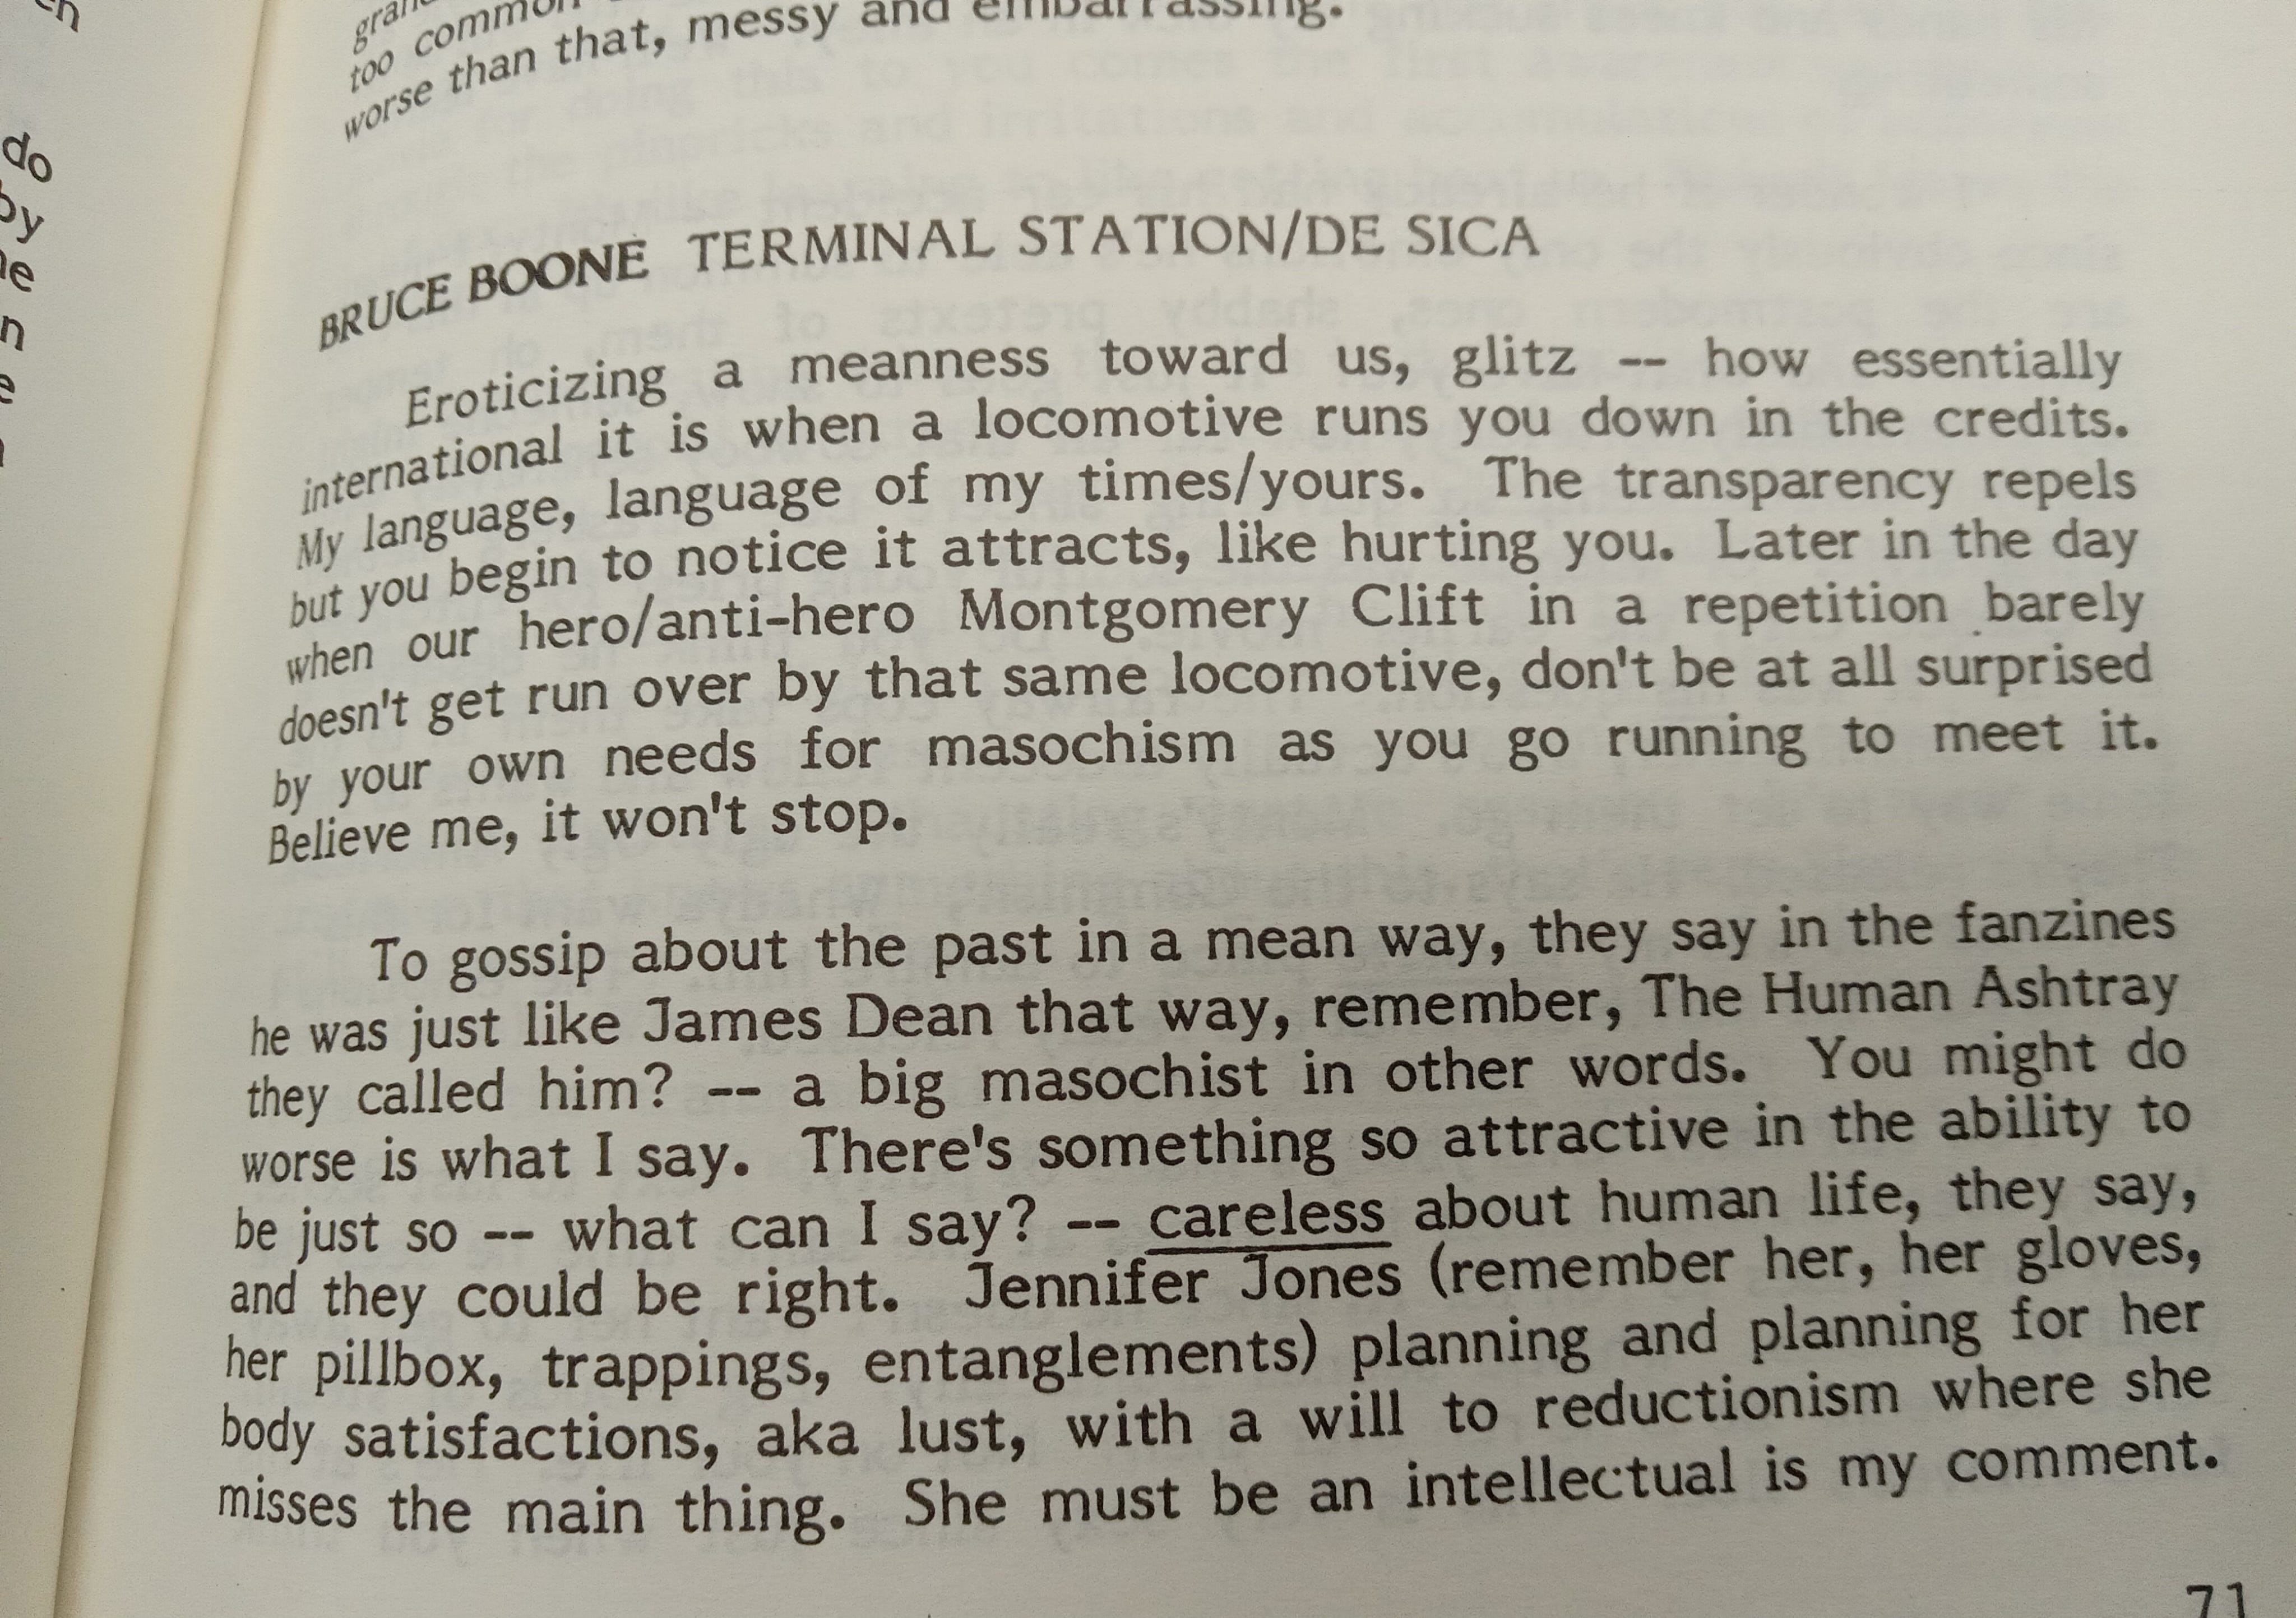 too common
worse than that, messy and embarrassing.
BRUCE BOONE TERMINAL STATION/DE SICA
Eroticizing a meanness toward us, glitz -- how essentially
international it is when a locomotive runs you down in the credits.
My language, language of my times/yours. The transparency repels
but you begin to notice it attracts, like hurting you. Later in the day
when our hero/anti-hero Montgomery Clift in a repetition barely
doesn't get run over by that same locomotive, don't be at all surprised
by your own needs for masochism as you go running to meet it.
Believe me, it won't stop.
To gossip about the past in a mean way, they say in the fanzines
he was just like James Dean that way, remember, The Human Ashtray
they called him? -- a big masochist in other words. You might do
worse is what I say. There's something so attractive in the ability to
be just so -- what can I say? -- careless about human life, they say,
and they could be right. Jennifer Jones (remember her, her gloves,
her pillbox, trappings, entanglements) planning and planning for her
body satisfactions, aka lust, with a will to reductionism where she
misses the main thing. She must be an intellectual is my comment.
71
do